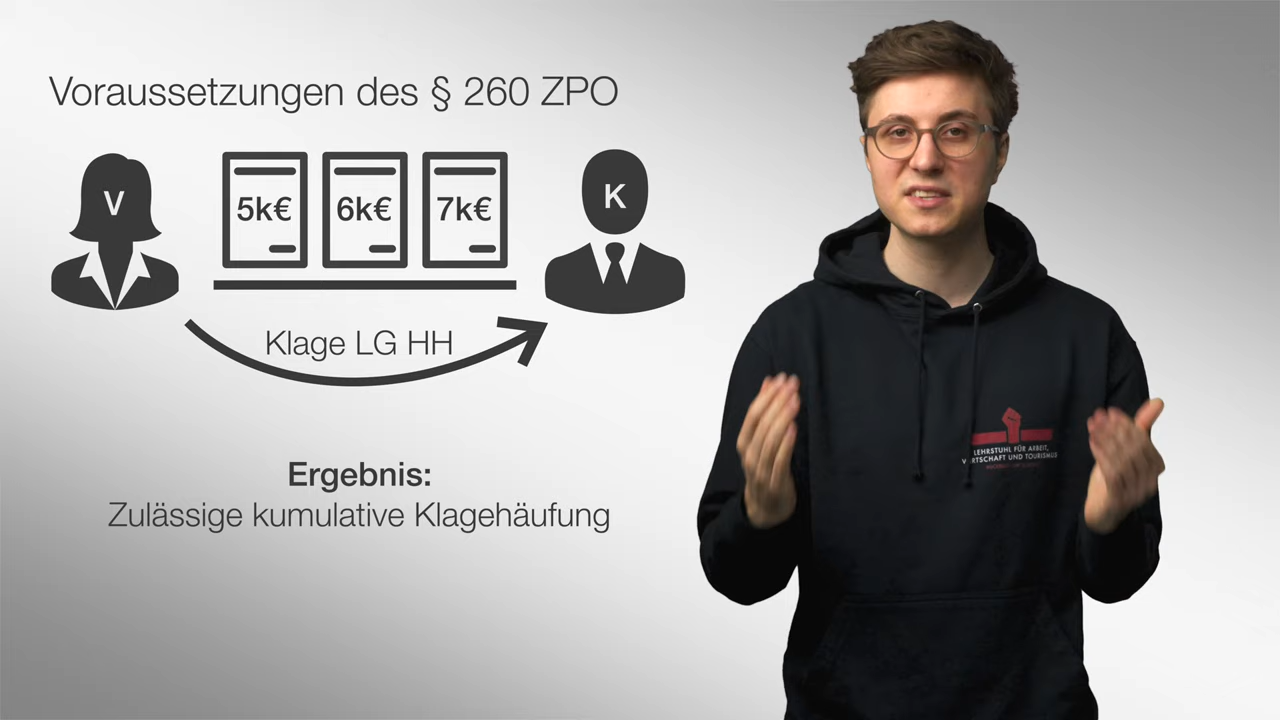 Voraussetzungen des § 260 ZPO
V
5k€
6k€
7k€
K
Klage LG HH
Ergebnis:
Zulässige kumulative Klagehäufung
LEHRSTUHL FÜR ARBEIT,
WIRTSCHAFT UND TOURISMUS